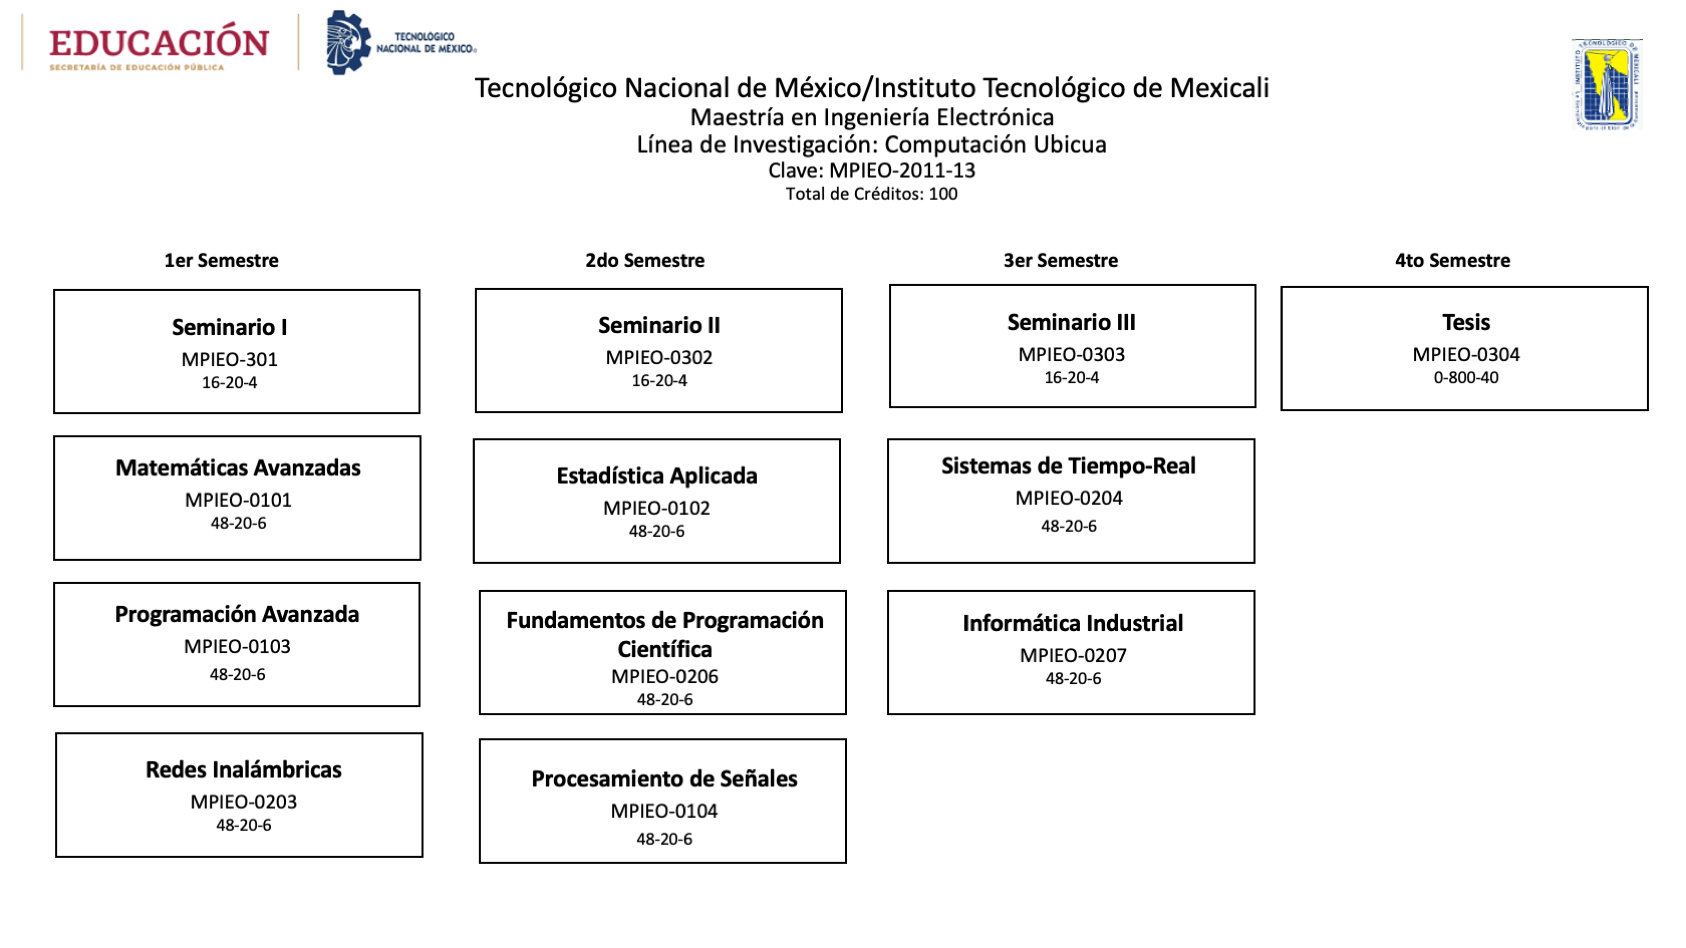 EDUCACIÓN
SECRETARÍA DE EDUCACIÓN PÚBLICA
TECNOLÓGICO
NACIONAL DE MÉXICO
Tecnológico Nacional de México/Instituto Tecnológico de Mexicali
Maestría en Ingeniería Electrónica
Línea de Investigación: Computación Ubicua
Clave: MPIEO-2011-13
Total de Créditos: 100
INSTITUTO TECNOLÓGICO DE MEXICALI
1er Semestre
Seminario I
MPIEO-301
16-20-4
Matemáticas Avanzadas
MPIEO-0101
48-20-6
Programación Avanzada
MPIEO-0103
48-20-6
Redes Inalámbricas
MPIEO-0203
48-20-6
2do Semestre
Seminario II
MPIEO-0302
16-20-4
Estadística Aplicada
MPIEO-0102
48-20-6
Fundamentos de Programación
Científica
MPIEO-0206
48-20-6
Procesamiento de Señales
MPIEO-0104
48-20-6
3er Semestre
Seminario III
MPIEO-0303
16-20-4
Sistemas de Tiempo-Real
MPIEO-0204
48-20-6
Informática Industrial
MPIEO-0207
48-20-6
4to Semestre
Tesis
MPIEO-0304
0-800-40